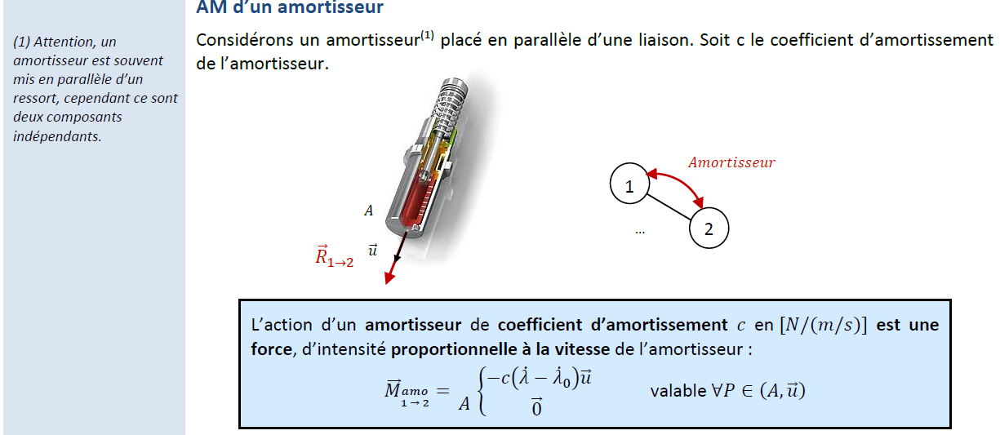 AM d’un amortisseur
(1) Attention, un
amortisseur est souvent
mis en parallèle d’un
ressort, cependant ce sont
deux composants
indépendants.
Considérons un amortisseur⁽¹⁾ placé en parallèle d’une liaison. Soit c le coefficient d’amortissement
de l’amortisseur.
Amortisseur
1
2
...
A
u⃗
R⃗₁→₂
L’action d’un amortisseur de coefficient d’amortissement c en [N/(m/s)] est une
force, d’intensité proportionnelle à la vitesse de l’amortisseur :
M⃗ amo 1→2 = A { −c(λ̇ − λ̇₀)u⃗ 0⃗ valable ∀P ∈ (A, u⃗)